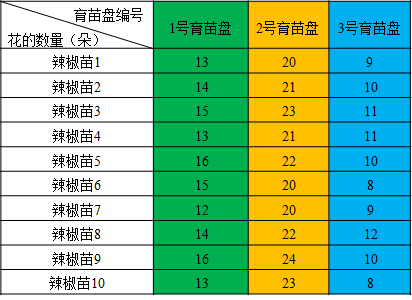 育苗盘编号
花的数量（朵）
1号育苗盘 2号育苗盘 3号育苗盘
辣椒苗1 13 20 9
辣椒苗2 14 21 10
辣椒苗3 15 23 11
辣椒苗4 13 21 11
辣椒苗5 16 22 10
辣椒苗6 15 20 8
辣椒苗7 12 20 9
辣椒苗8 14 22 12
辣椒苗9 16 24 10
辣椒苗10 13 23 8